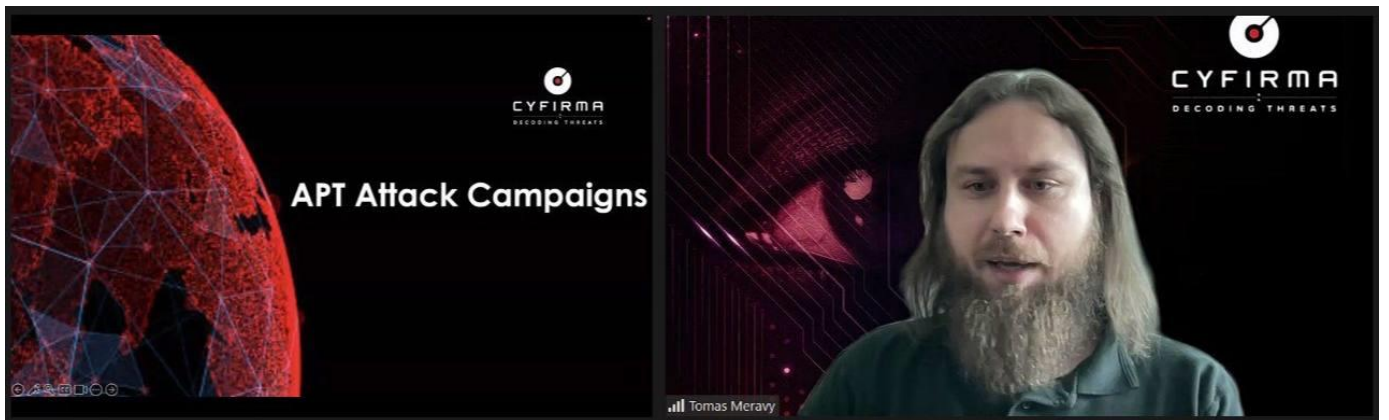 CYFIRMA
DECODING THREATS
APT Attack Campaigns
CYFIRMA
DECODING THREATS
Tomas Meravy